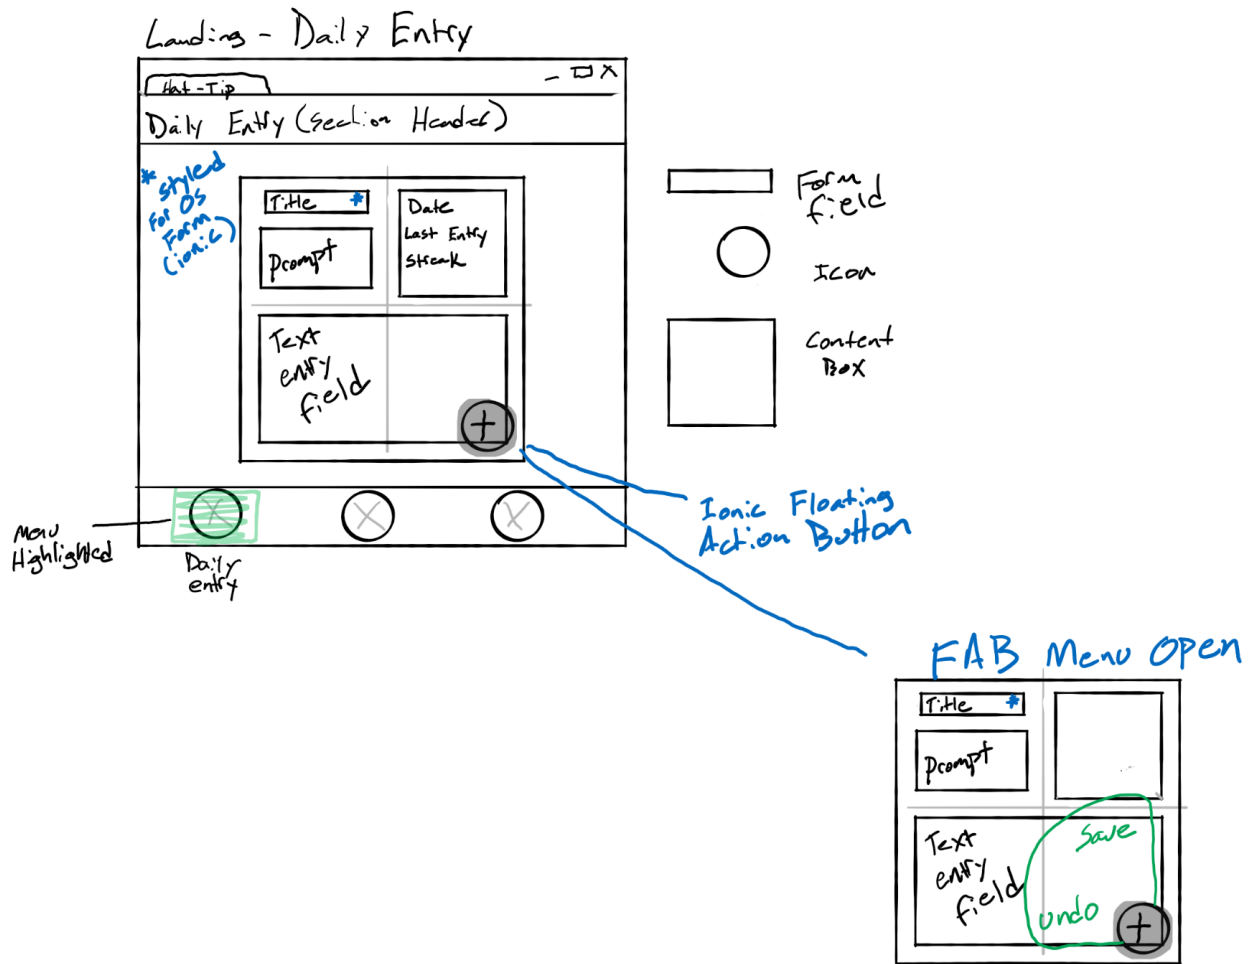 Landing - Daily Entry
Hat-Tip
Daily Entry (Section Header)
* styled
for OS
Form
(ionic)
Title *
Prompt
Date
Last Entry
Streak
Text
entry
field
+
Form
field
Icon
Content
Box
Menu
Highlighted
X
X
X
Daily
entry
Ionic Floating
Action Button
FAB Menu Open
Title *
Prompt
Text
entry
field
Save
undo
+